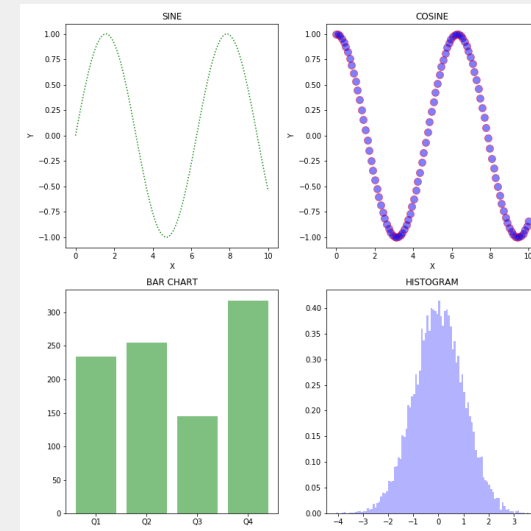 SINE
1.00
0.75
0.50
0.25
0.00
−0.25
−0.50
−0.75
−1.00
Y
0 2 4 6 8 10
X
COSINE
1.00
0.75
0.50
0.25
0.00
−0.25
−0.50
−0.75
−1.00
Y
0 2 4 6 8 10
X
BAR CHART
300
250
200
150
100
50
0
Q1 Q2 Q3 Q4
HISTOGRAM
0.40
0.35
0.30
0.25
0.20
0.15
0.10
0.05
0.00
−4 −3 −2 −1 0 1 2 3